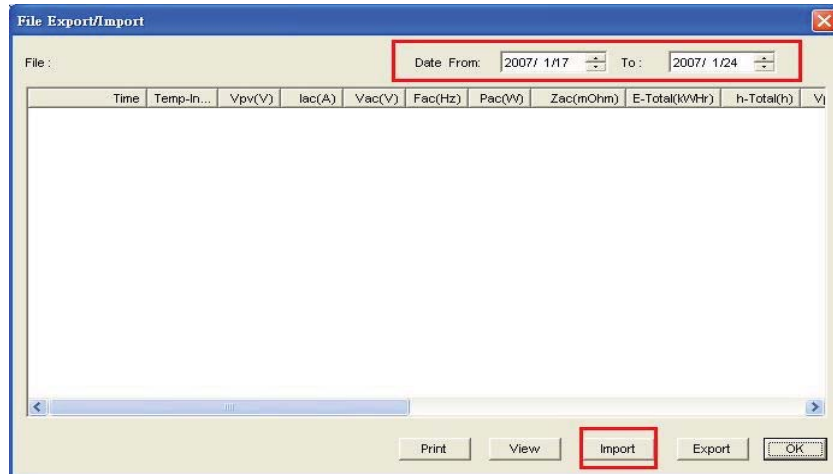 File Export/Import
File : Date From: 2007/ 1/17 To : 2007/ 1/24
Time Temp-In... Vpv(V) Iac(A) Vac(V) Fac(Hz) Pac(W) Zac(mOhm) E-Total(kWHr) h-Total(h)
Print View Import Export OK